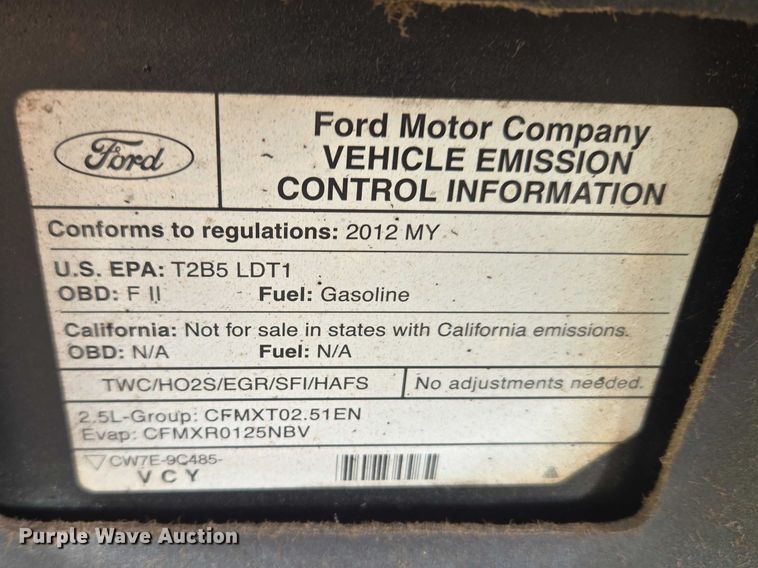 Ford
Ford Motor Company
VEHICLE EMISSION
CONTROL INFORMATION
Conforms to regulations: 2012 MY
U.S. EPA: T2B5 LDT1
OBD: F II Fuel: Gasoline
California: Not for sale in states with California emissions.
OBD: N/A Fuel: N/A
TWC/HO2S/EGR/SFI/HAFS No adjustments needed.
2.5L-Group: CFMXT02.51EN
Evap: CFMXR0125NBV
CW7E-9C485-
V C Y
Purple Wave Auction